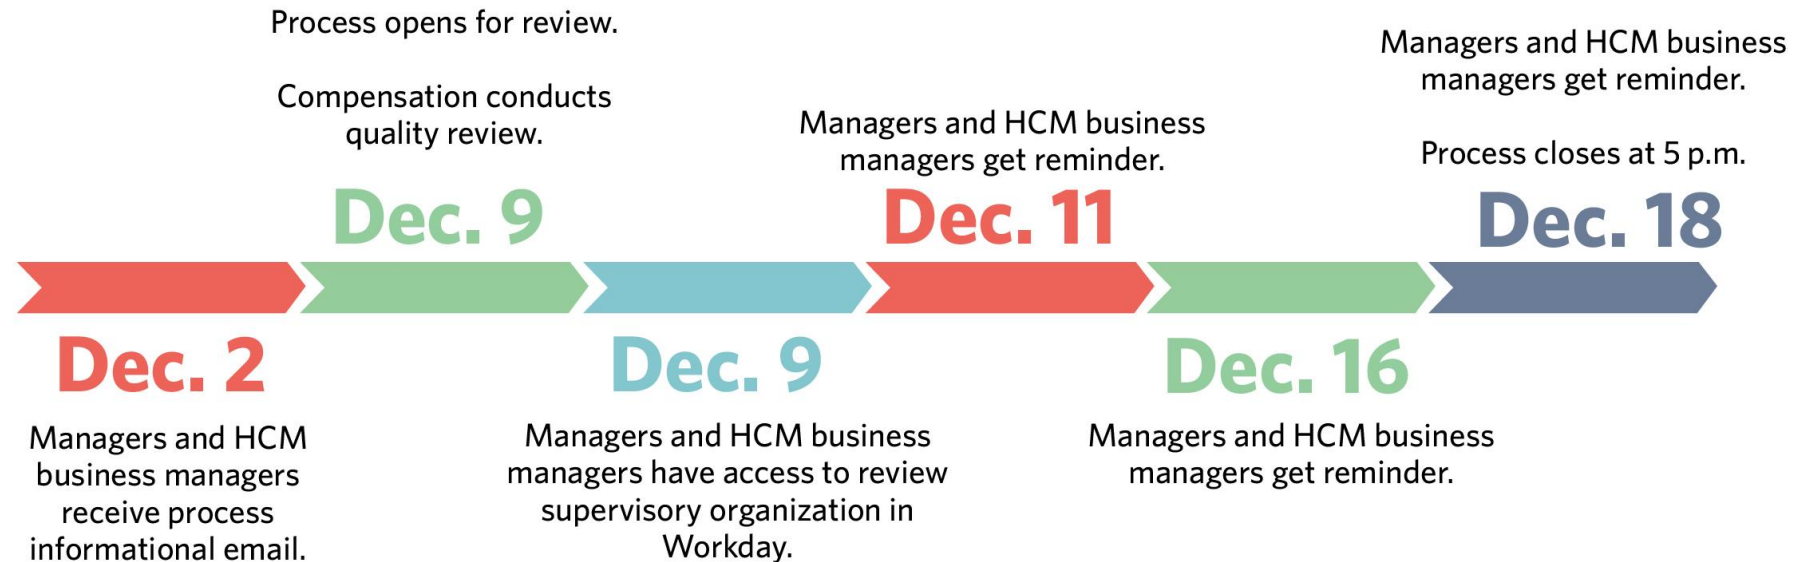 Process opens for review.
Compensation conducts
quality review.
Dec. 9
Managers and HCM business
managers get reminder.
Dec. 11
Managers and HCM business
managers get reminder.
Process closes at 5 p.m.
Dec. 18
Dec. 2
Managers and HCM
business managers
receive process
informational email.
Dec. 9
Managers and HCM business
managers have access to review
supervisory organization in
Workday.
Dec. 16
Managers and HCM business
managers get reminder.